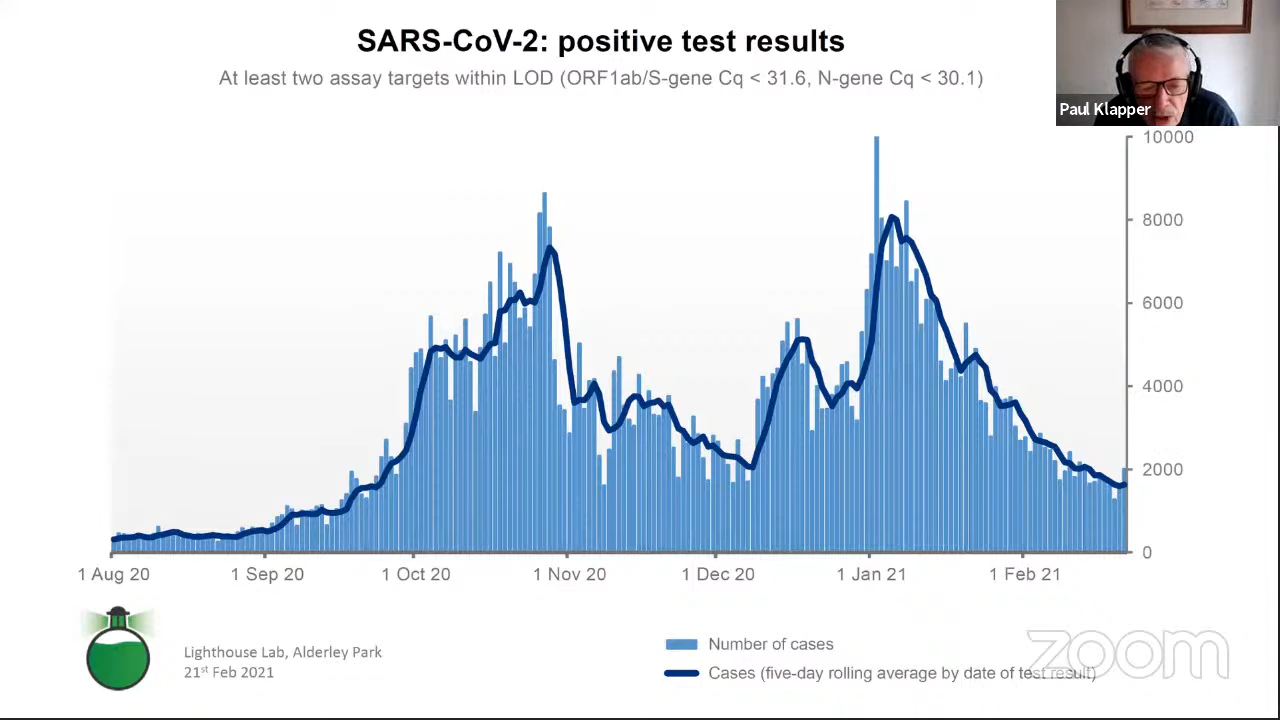 SARS-CoV-2: positive test results
At least two assay targets within LOD (ORF1ab/S-gene Cq < 31.6, N-gene Cq < 30.1)
Paul Klapper
10000
8000
6000
4000
2000
0
1 Aug 20
1 Sep 20
1 Oct 20
1 Nov 20
1 Dec 20
1 Jan 21
1 Feb 21
Lighthouse Lab, Alderley Park
21st Feb 2021
Number of cases
Cases (five-day rolling average by date of test result)
zoom